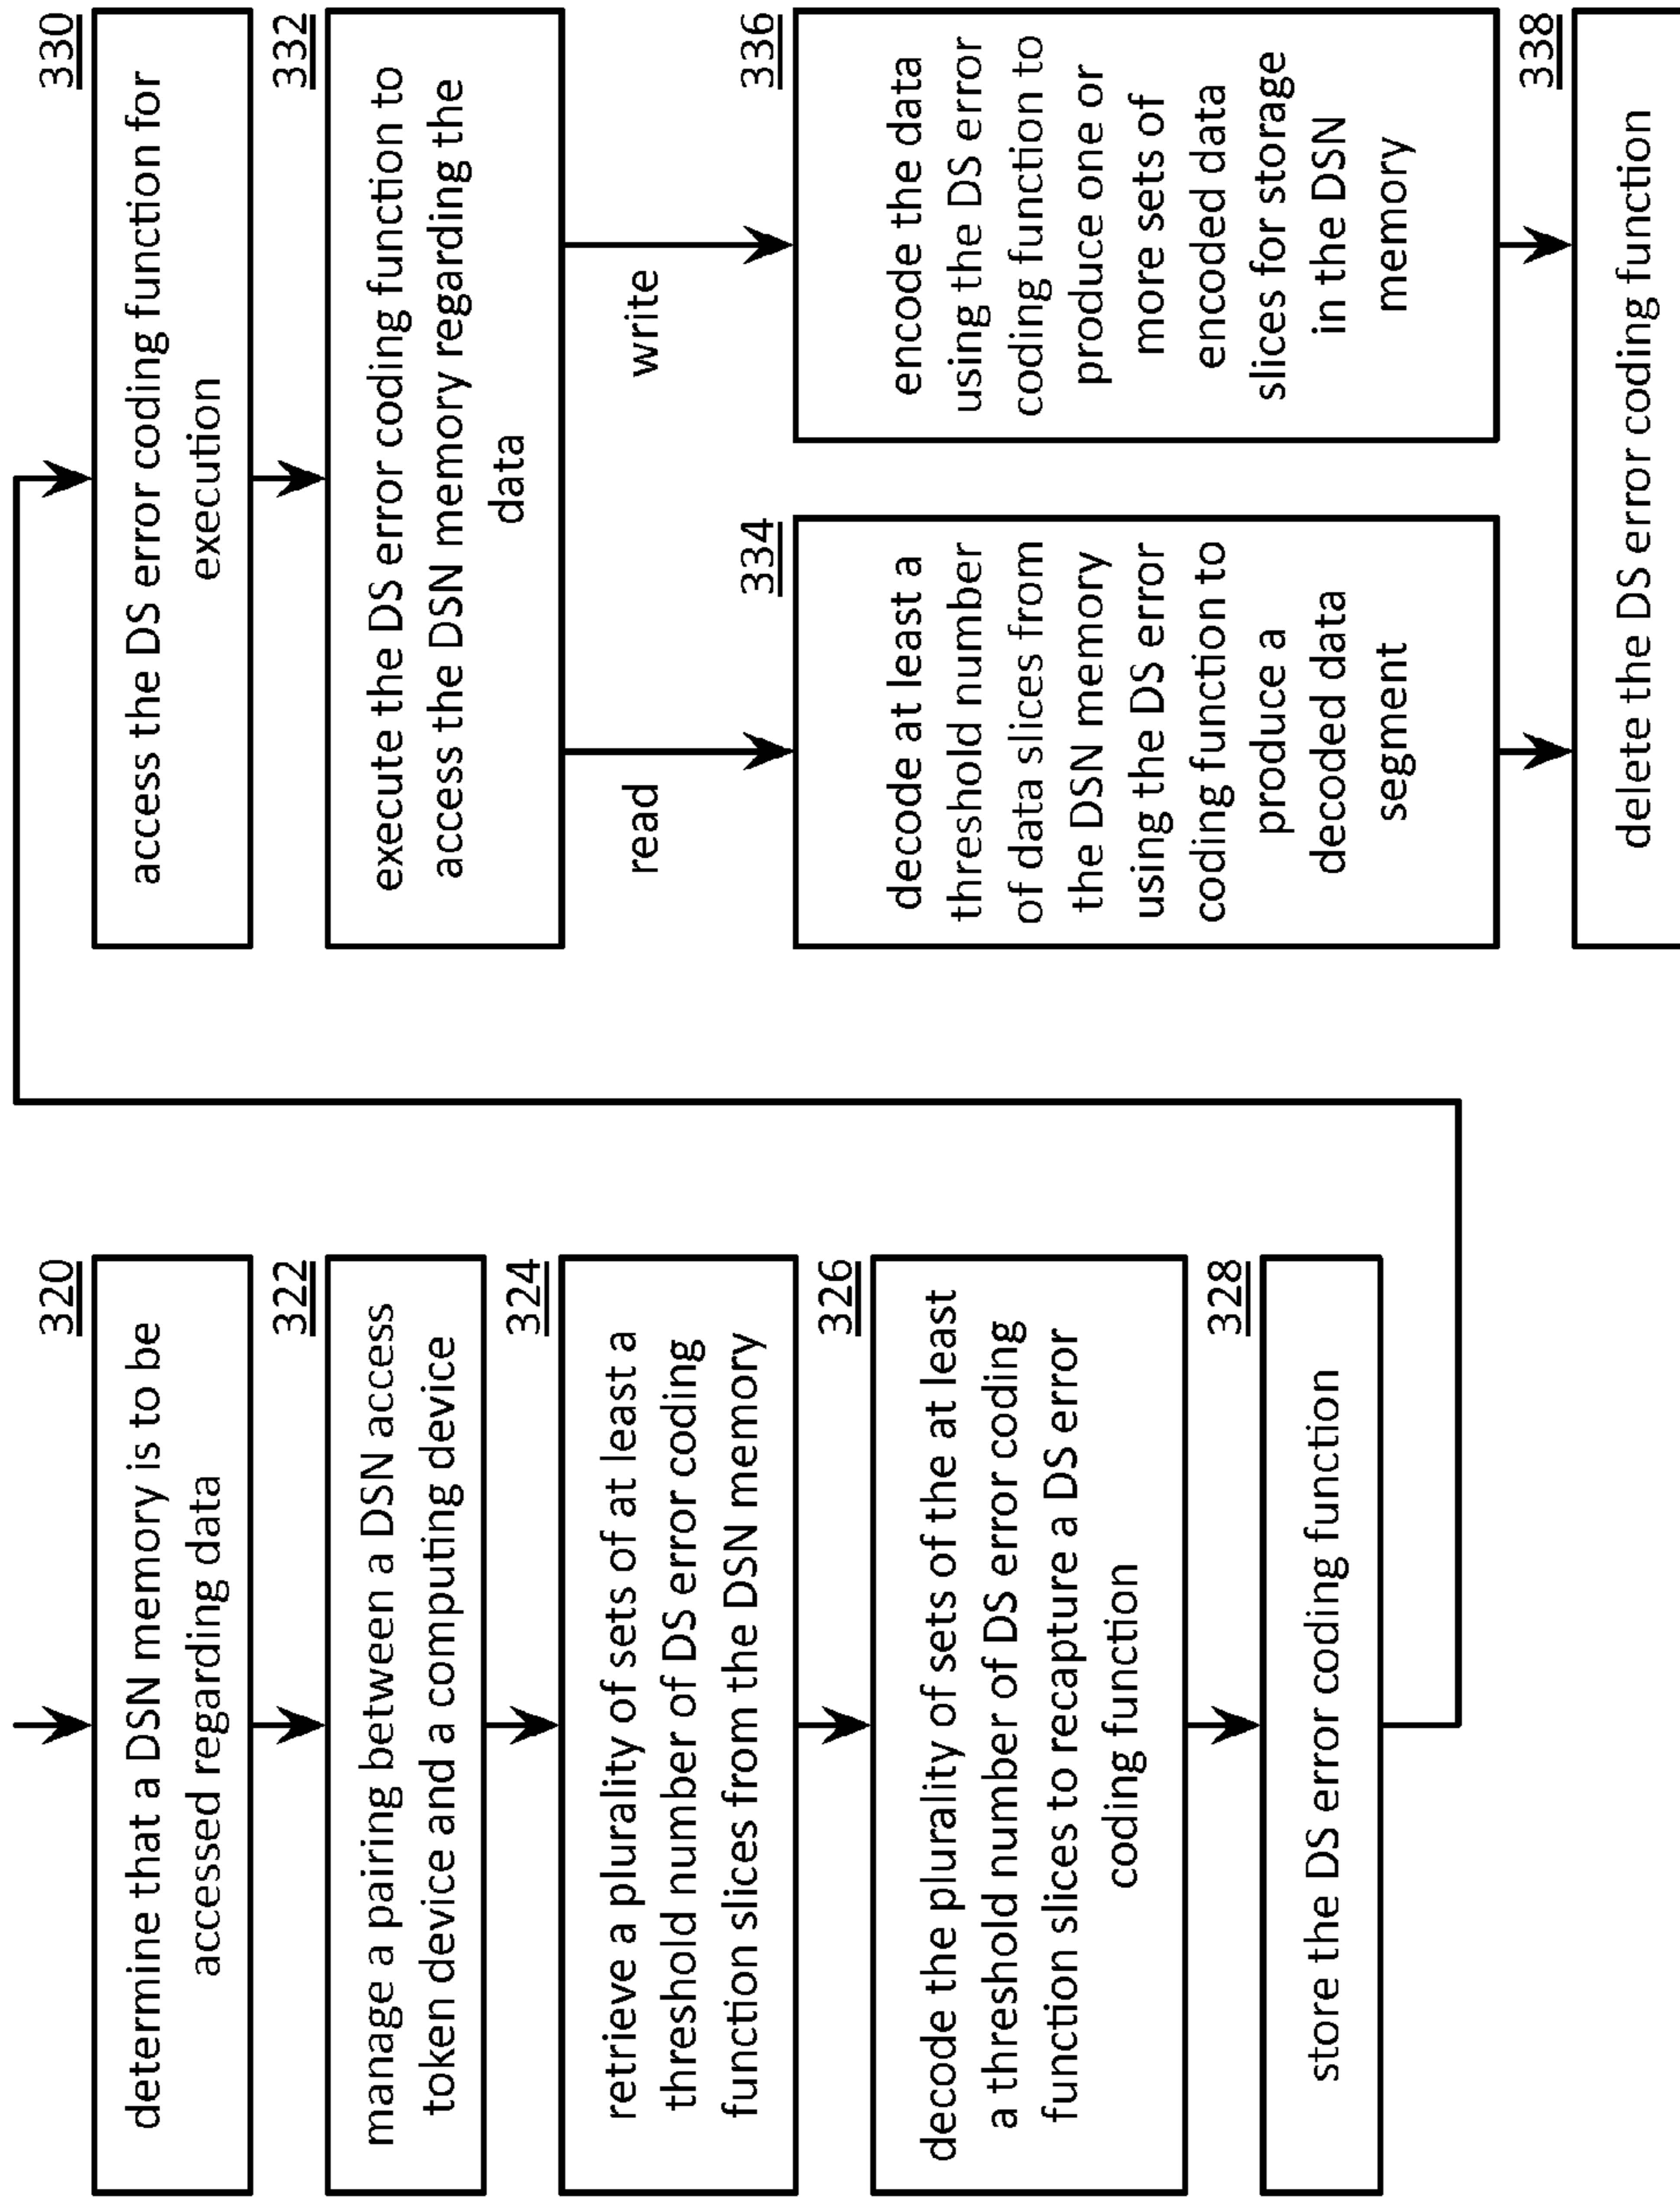 320
determine that a DSN memory is to be
accessed regarding data
322
manage a pairing between a DSN access
token device and a computing device
324
retrieve a plurality of sets of at least a
threshold number of DS error coding
function slices from the DSN memory
326
decode the plurality of sets of the at least
a threshold number of DS error coding
function slices to recapture a DS error
coding function
328
store the DS error coding function
330
access the DS error coding function for
execution
332
execute the DS error coding function to
access the DSN memory regarding the
data
read
write
334
decode at least a
threshold number
of data slices from
the DSN memory
using the DS error
coding function to
produce a
decoded data
segment
336
encode the data
using the DS error
coding function to
produce one or
more sets of
encoded data
slices for storage
in the DSN
memory
338
delete the DS error coding function